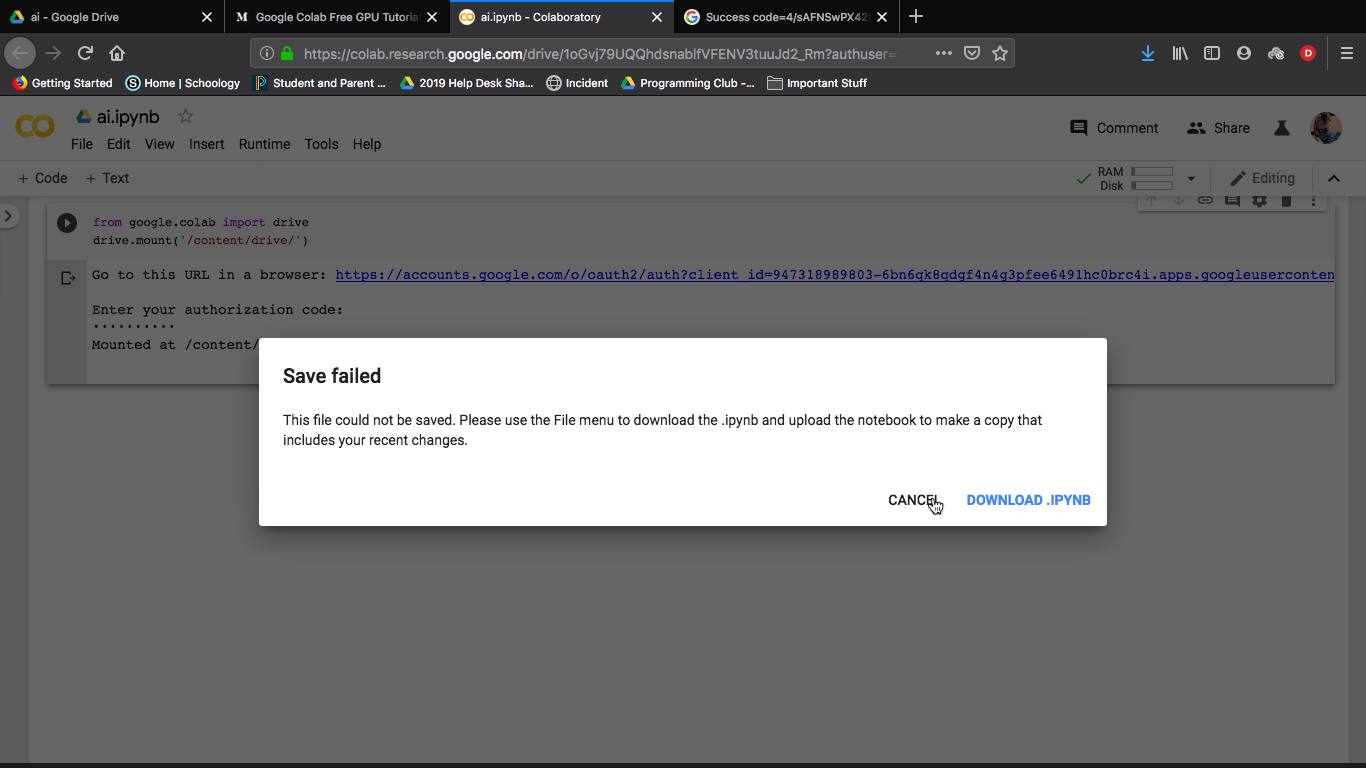 ai - Google Drive
M Google Colab Free GPU Tutorial
ai.ipynb - Colaboratory
Success code=4/sAFNSwPX42
https://colab.research.google.com/drive/1oGvj79UQQhdsnablfVFENV3tuuJd2_Rm?authuser=
D
Getting Started
S Home | Schoology
Student and Parent ...
2019 Help Desk Sha...
Incident
Programming Club -...
Important Stuff
ai.ipynb
File Edit View Insert Runtime Tools Help
Comment
Share
+ Code + Text
RAM
Disk
Editing
from google.colab import drive
drive.mount('/content/drive/')
Go to this URL in a browser: https://accounts.google.com/o/oauth2/auth?client_id=947318989803-6bn6qk8qdgf4n4g3pfee6491hc0brc4i.apps.googleuserconten
Enter your authorization code:
··········
Mounted at /content/
Save failed
This file could not be saved. Please use the File menu to download the .ipynb and upload the notebook to make a copy that
includes your recent changes.
CANCEL
DOWNLOAD .IPYNB